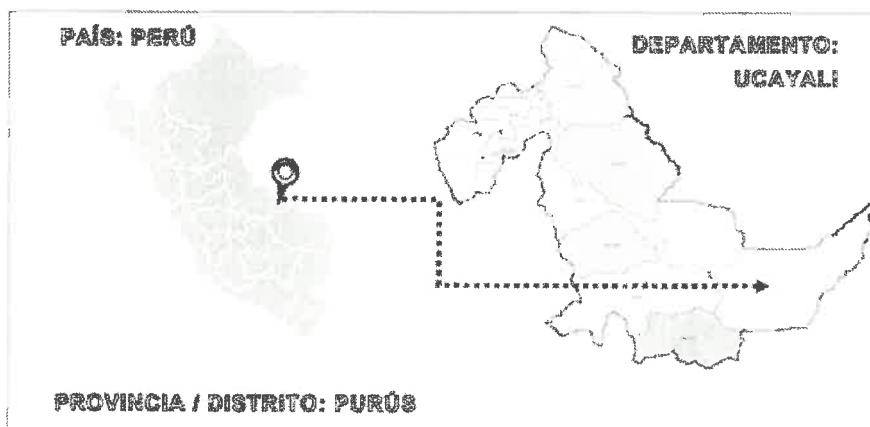 PAÍS: PERÚ
DEPARTAMENTO:
UCAYALI
PROVINCIA / DISTRITO: PURÚS